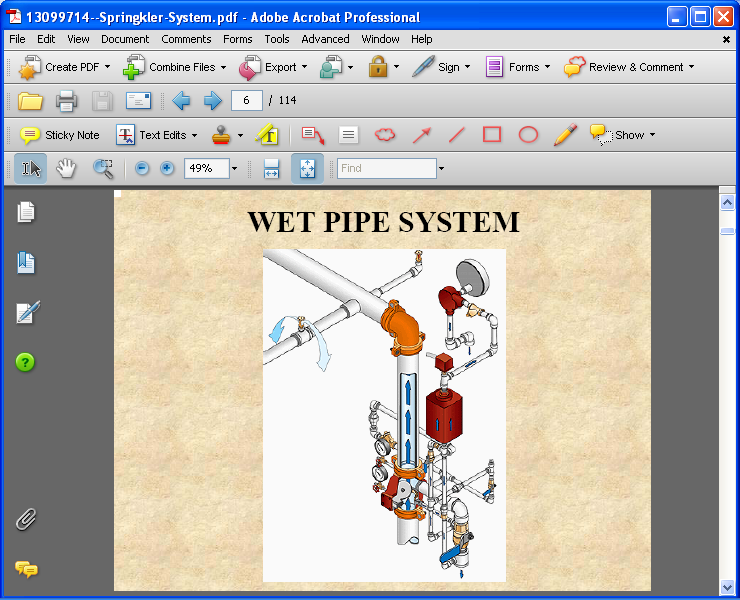 13099714--Springkler-System.pdf - Adobe Acrobat Professional
File Edit View Document Comments Forms Tools Advanced Window Help
Create PDF Combine Files Export Sign Forms Review & Comment
6 / 114
Sticky Note Text Edits T Show
49% Find
WET PIPE SYSTEM